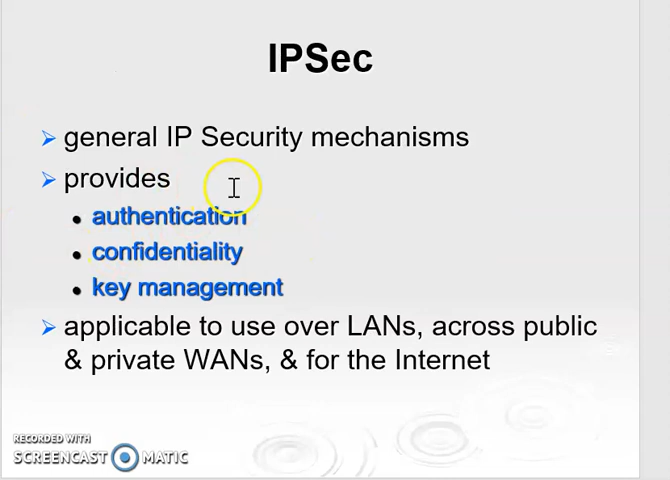 IPSec
general IP Security mechanisms
provides
authentication
confidentiality
key management
applicable to use over LANs, across public
& private WANs, & for the Internet
RECORDED WITH
SCREENCAST MATIC